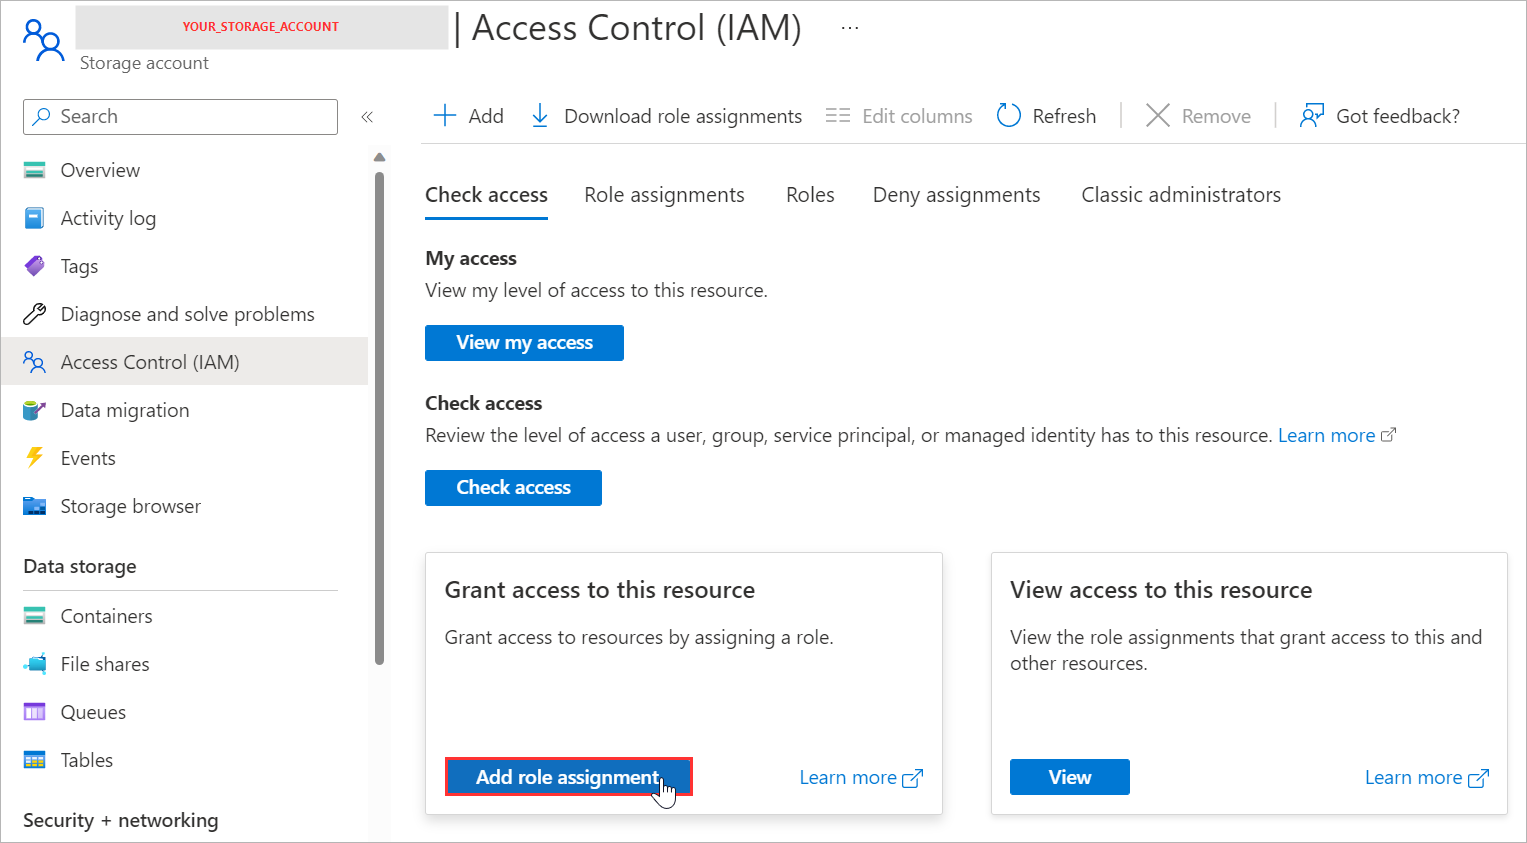 YOUR_STORAGE_ACCOUNT
| Access Control (IAM) ...
Storage account
Search
«
Add
Download role assignments
Edit columns
Refresh
Remove
Got feedback?
Overview
Activity log
Tags
Diagnose and solve problems
Access Control (IAM)
Data migration
Events
Storage browser
Data storage
Containers
File shares
Queues
Tables
Security + networking
Check access
Role assignments
Roles
Deny assignments
Classic administrators
My access
View my level of access to this resource.
View my access
Check access
Review the level of access a user, group, service principal, or managed identity has to this resource. Learn more
Check access
Grant access to this resource
Grant access to resources by assigning a role.
Add role assignment
Learn more
View access to this resource
View the role assignments that grant access to this and
other resources.
View
Learn more